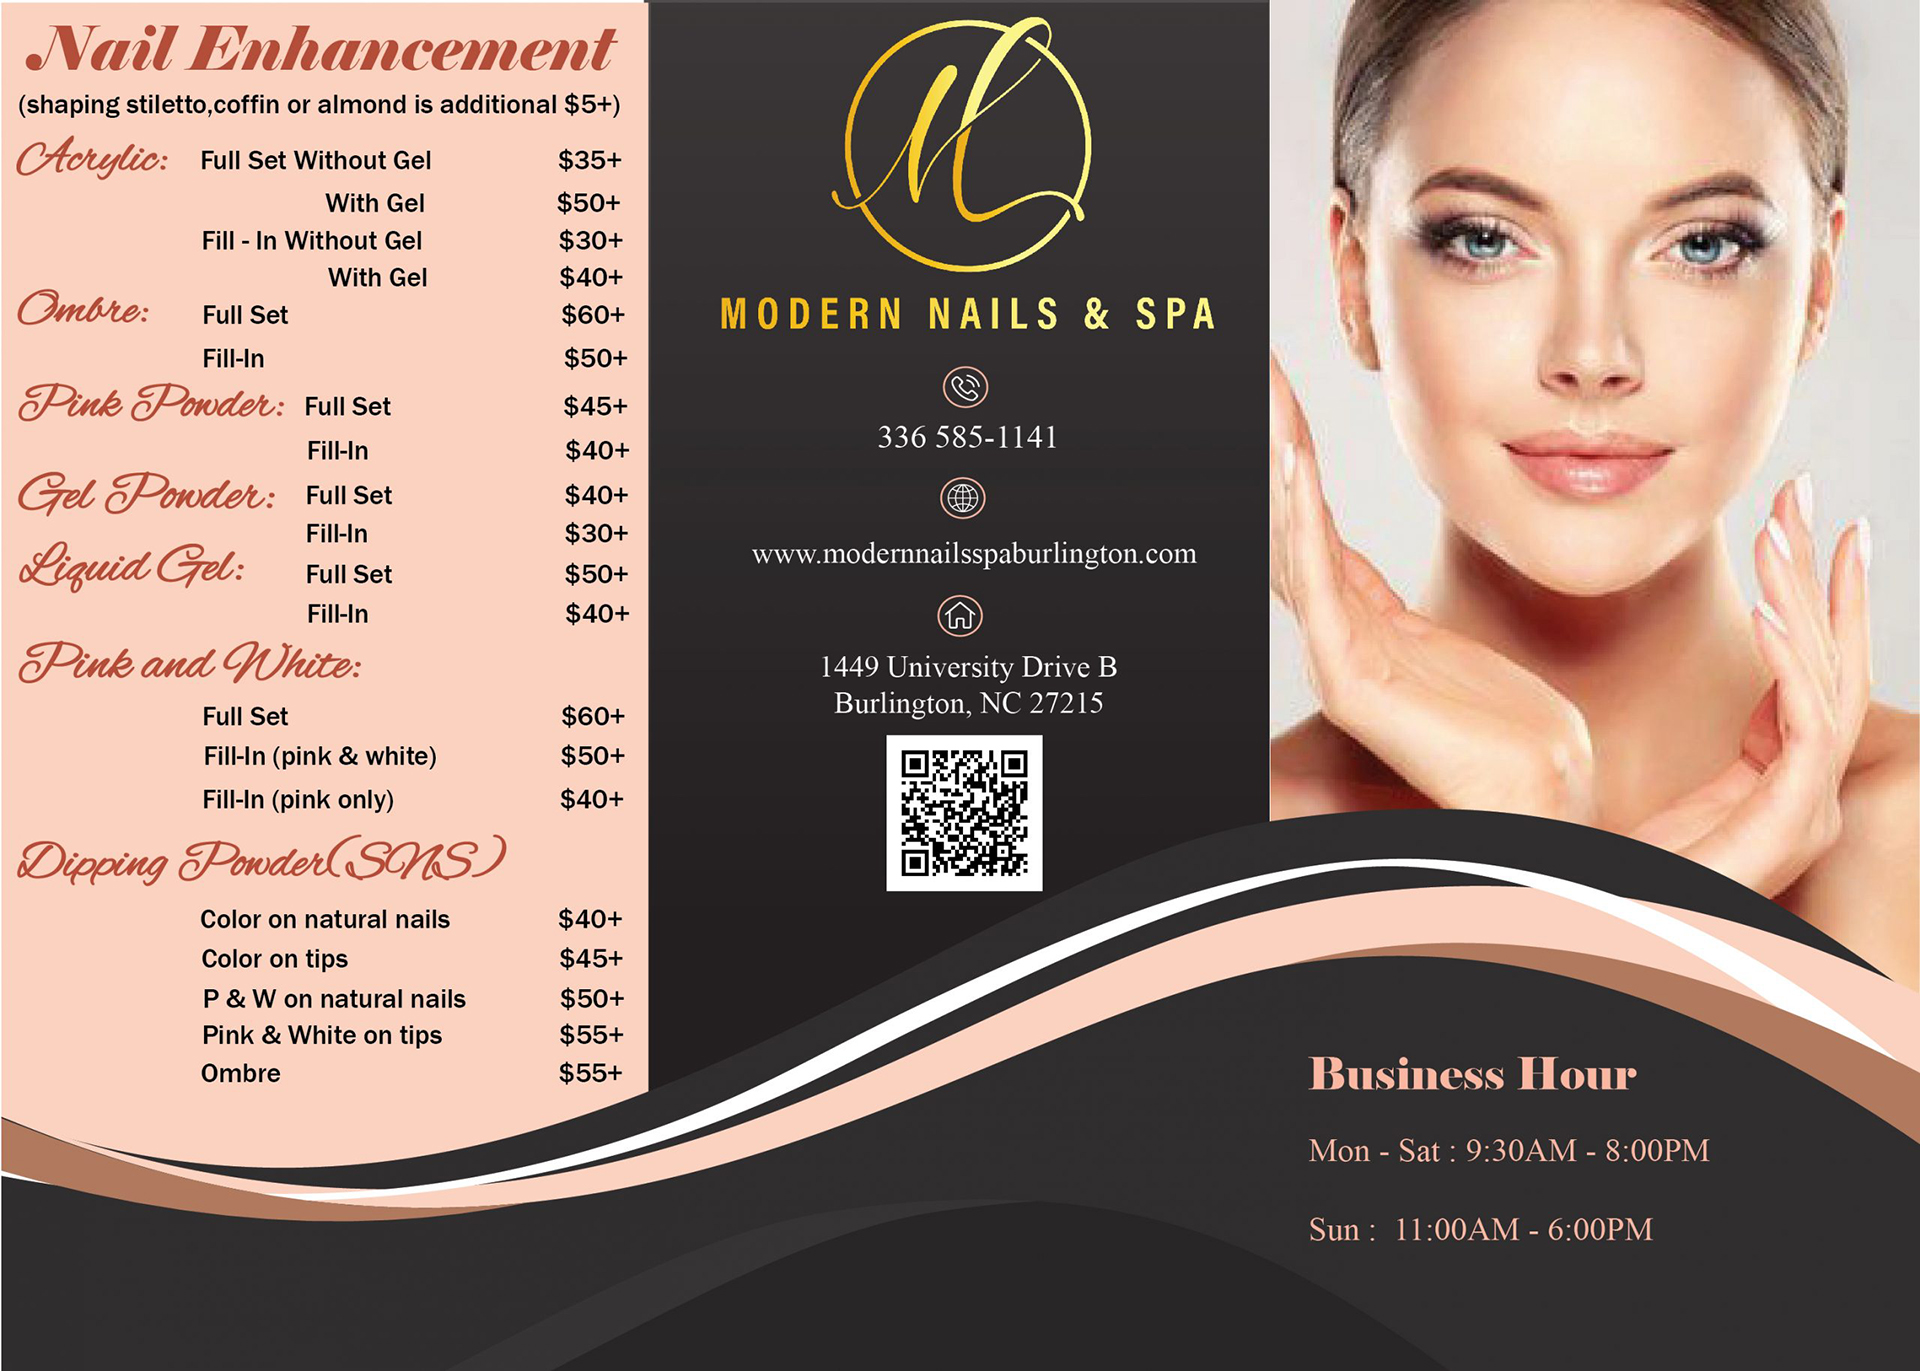 Nail Enhancement
(shaping stiletto,coffin or almond is additional $5+)
Acrylic: Full Set Without Gel $35+
With Gel $50+
Fill - In Without Gel $30+
With Gel $40+
Ombre: Full Set $60+
Fill-In $50+
Pink Powder: Full Set $45+
Fill-In $40+
Gel Powder: Full Set $40+
Fill-In $30+
Liquid Gel: Full Set $50+
Fill-In $40+
Pink and White:
Full Set $60+
Fill-In (pink & white) $50+
Fill-In (pink only) $40+
Dipping Powder(SNS)
Color on natural nails $40+
Color on tips $45+
P & W on natural nails $50+
Pink & White on tips $55+
Ombre $55+
MODERN NAILS & SPA
336 585-1141
www.modernnailsspaburlington.com
1449 University Drive B
Burlington, NC 27215
Business Hour
Mon - Sat : 9:30AM - 8:00PM
Sun : 11:00AM - 6:00PM